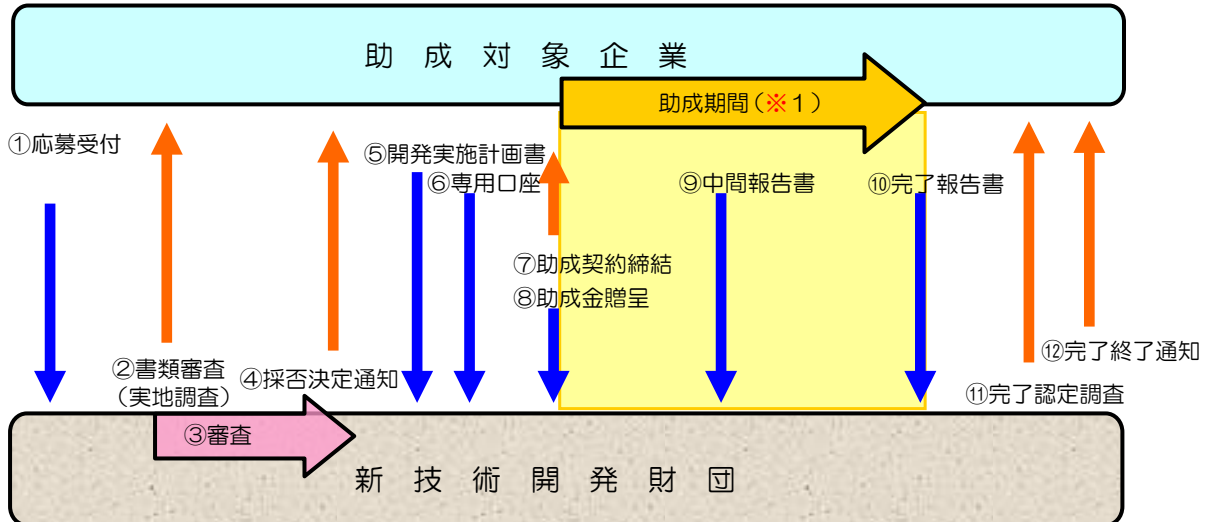 助成対象企業
助成期間(※１)
①応募受付
⑤開発実施計画書
⑥専用口座
⑨中間報告書
⑩完了報告書
⑦助成契約締結
⑧助成金贈呈
②書類審査
(実地調査)
④採否決定通知
⑫完了終了通知
⑪完了認定調査
③審査
新技術開発財団